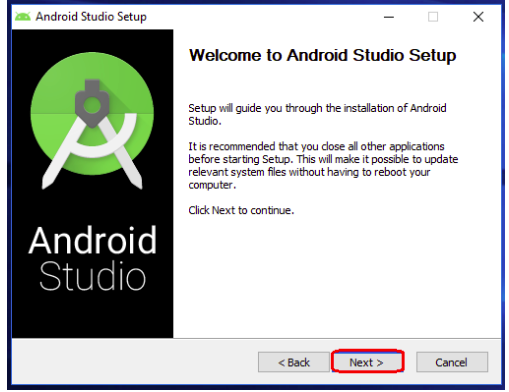 Android Studio Setup
Welcome to Android Studio Setup
Setup will guide you through the installation of Android
Studio.
It is recommended that you close all other applications
before starting Setup. This will make it possible to update
relevant system files without having to reboot your
computer.
Click Next to continue.
Android
Studio
< Back
Next >
Cancel